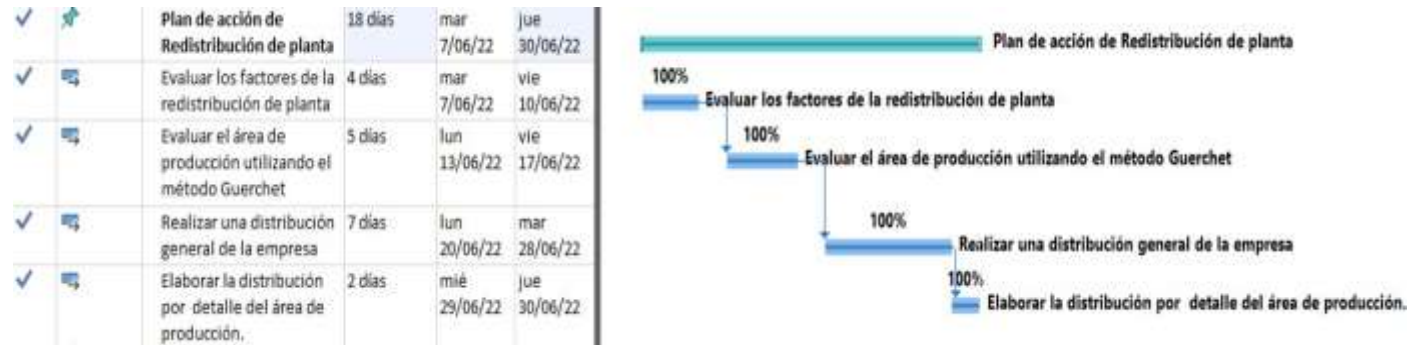 Plan de acción de 18 días mar jue
Redistribución de planta 7/06/22 30/06/22
Evaluar los factores de la 4 días mar vie
redistribución de planta 7/06/22 10/06/22
Evaluar el área de 5 días lun vie
producción utilizando el 13/06/22 17/06/22
método Guerchet
Realizar una distribución 7 días lun mar
general de la empresa 20/06/22 28/06/22
Elaborar la distribución 2 días mié jue
por detalle del área de 29/06/22 30/06/22
producción.
Plan de acción de Redistribución de planta
100%
Evaluar los factores de la redistribución de planta
100%
Evaluar el área de producción utilizando el método Guerchet
100%
Realizar una distribución general de la empresa
100%
Elaborar la distribución por detalle del área de producción.